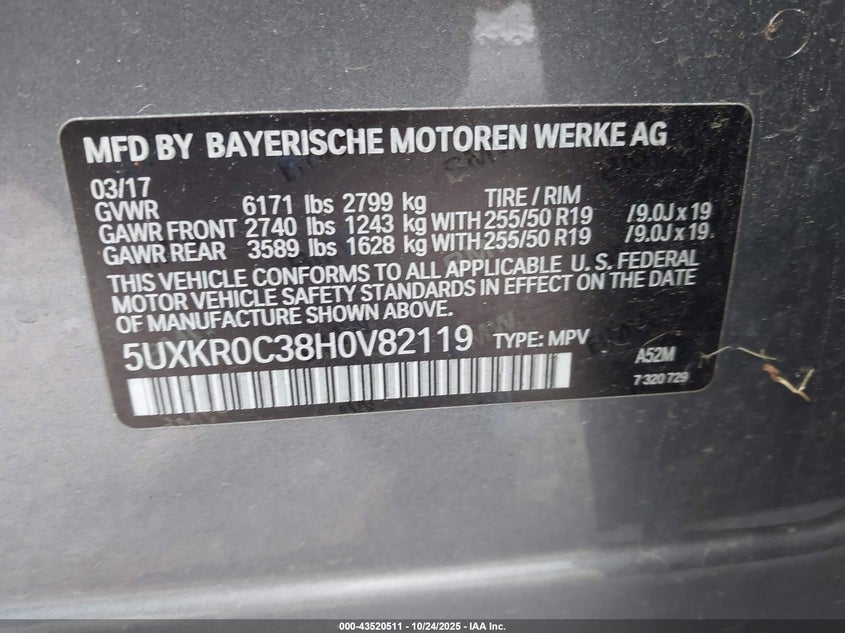 MFD BY BAYERISCHE MOTOREN WERKE AG
03/17 TIRE / RIM
GVWR 6171 lbs 2799 kg
GAWR FRONT 2740 lbs 1243 kg WITH 255/50 R19 /9.0J x 19
GAWR REAR 3589 lbs 1628 kg WITH 255/50 R19 /9.0J x 19
THIS VEHICLE CONFORMS TO ALL APPLICABLE U.S. FEDERAL
MOTOR VEHICLE SAFETY STANDARDS IN EFFECT ON THE DATE
OF MANUFACTURE SHOWN ABOVE.
5UXKR0C38H0V82119 TYPE: MPV A52M
7 320 729
000-43520511 - 10/24/2025 - IAA Inc.